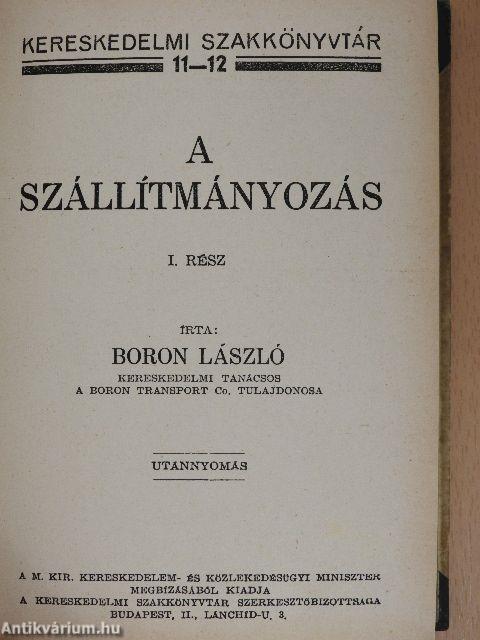 KERESKEDELMI SZAKKÖNYVTÁR
11—12
A
SZÁLLÍTMÁNYOZÁS
I. RÉSZ
ÍRTA:
BORON LÁSZLÓ
KERESKEDELMI TANÁCSOS
A BORON TRANSPORT Co. TULAJDONOSA
UTANNYOMÁS
A M. KIR. KERESKEDELEM- ÉS KÖZLEKEDÉSÜGYI MINISZTER
MEGBÍZÁSÁBÓL KIADJA
A KERESKEDELMI SZAKKÖNYVTÁR SZERKESZTŐBIZOTTSÁGA
BUDAPEST, II., LÁNCHÍD-U. 3.
Antikvárium.hu